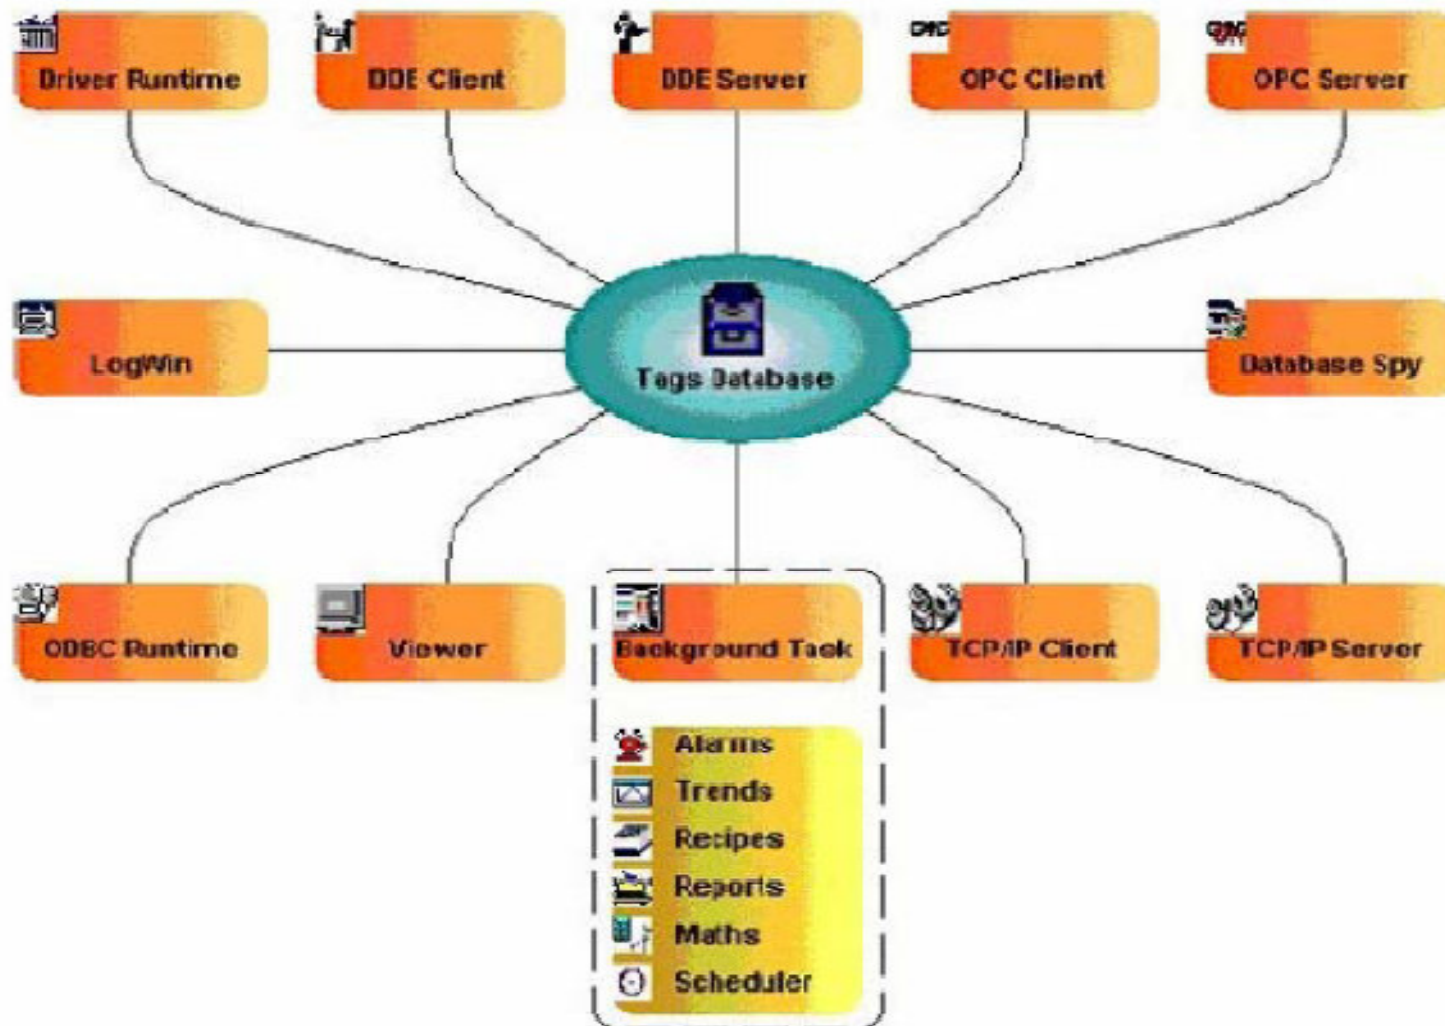 Driver Runtime
DDE Client
DDE Server
OPC Client
OPC Server
LogWin
Tags Database
Database Spy
ODBC Runtime
Viewer
Background Task
TCP/IP Client
TCP/IP Server
Alarms
Trends
Recipes
Reports
Maths
Scheduler